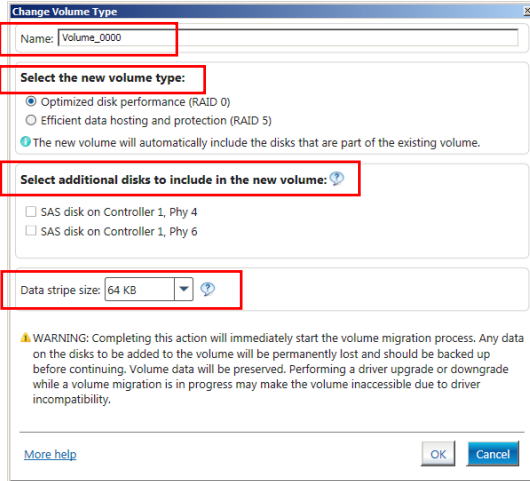 Change Volume Type
Name: Volume_0000
Select the new volume type:
Optimized disk performance (RAID 0)
Efficient data hosting and protection (RAID 5)
The new volume will automatically include the disks that are part of the existing volume.
Select additional disks to include in the new volume:
SAS disk on Controller 1, Phy 4
SAS disk on Controller 1, Phy 6
Data stripe size: 64 KB
WARNING: Completing this action will immediately start the volume migration process. Any data
on the disks to be added to the volume will be permanently lost and should be backed up
before continuing. Volume data will be preserved. Performing a driver upgrade or downgrade
while a volume migration is in progress may make the volume inaccessible due to driver
incompatibility.
More help
OK
Cancel